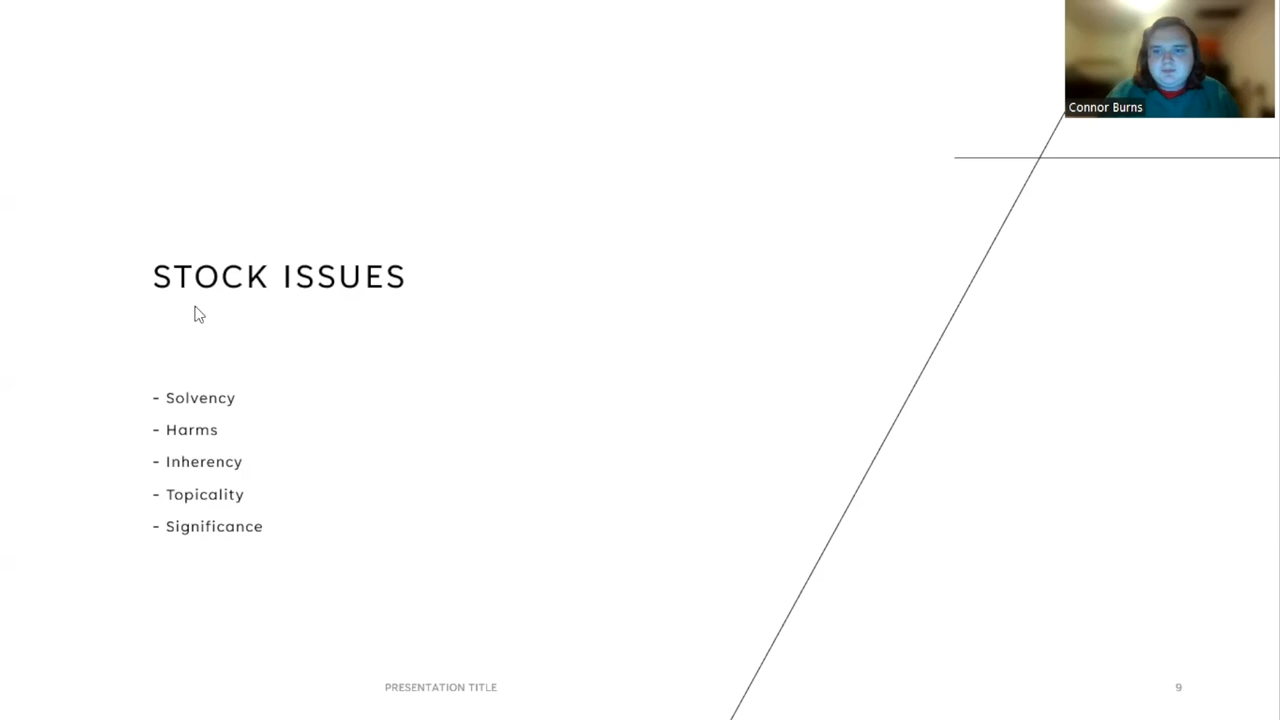 Connor Burns
STOCK ISSUES
- Solvency
- Harms
- Inherency
- Topicality
- Significance
PRESENTATION TITLE
9